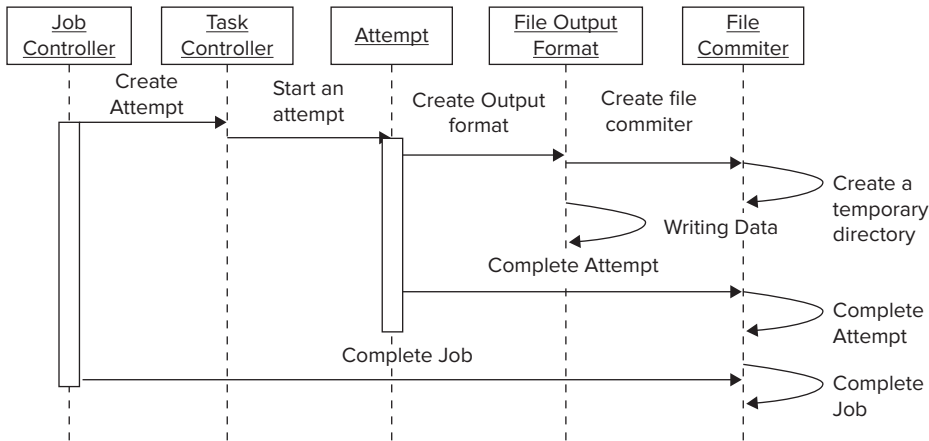 Job
Controller
Task
Controller
Attempt
File Output
Format
File
Commiter
Create
Attempt
Start an
attempt
Create Output
format
Create file
commiter
Create a
temporary
directory
Writing Data
Complete Attempt
Complete
Attempt
Complete Job
Complete
Job